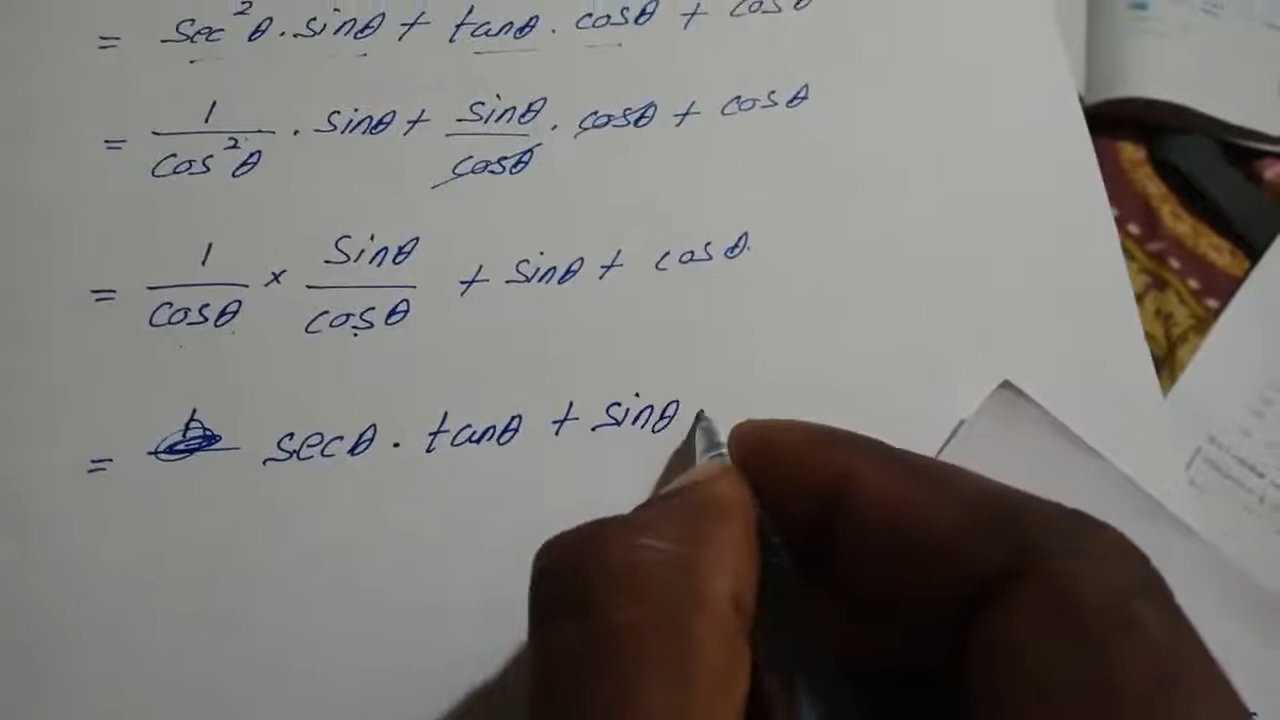 = sec²θ.sinθ + tanθ. cosθ + cosθ
= 1/cos²θ . sinθ + sinθ/cosθ . cosθ + cosθ
= 1/cosθ × sinθ/cosθ + sinθ + cosθ.
= secθ. tanθ + sinθ